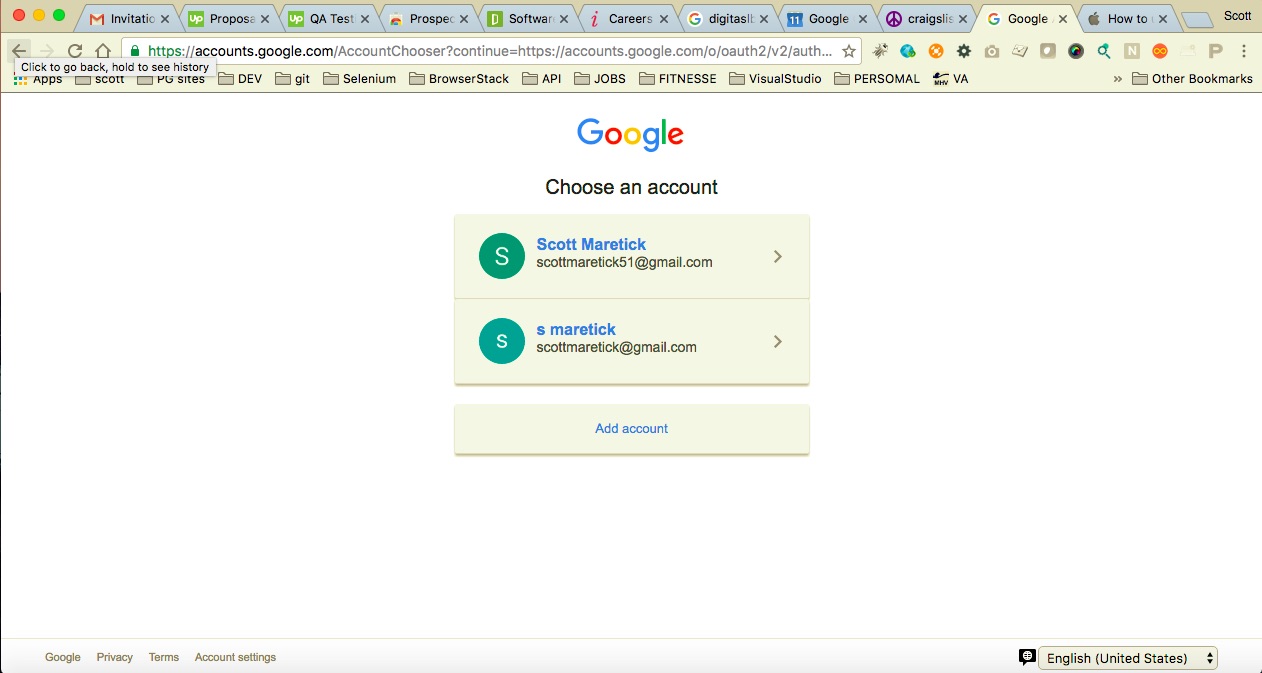 Invitatio Proposa QA Test Prospec Software Careers digitaslb Google craigslis Google How to Scott
https://accounts.google.com/AccountChooser?continue=https://accounts.google.com/o/oauth2/v2/auth...
Click to go back, hold to see history
Apps scott PG sites DEV git Selenium BrowserStack API JOBS FITNESSE VisualStudio PERSOMAL VA » Other Bookmarks
Google
Choose an account
S
Scott Maretick
scottmaretick51@gmail.com
s
s maretick
scottmaretick@gmail.com
Add account
Google Privacy Terms Account settings English (United States)